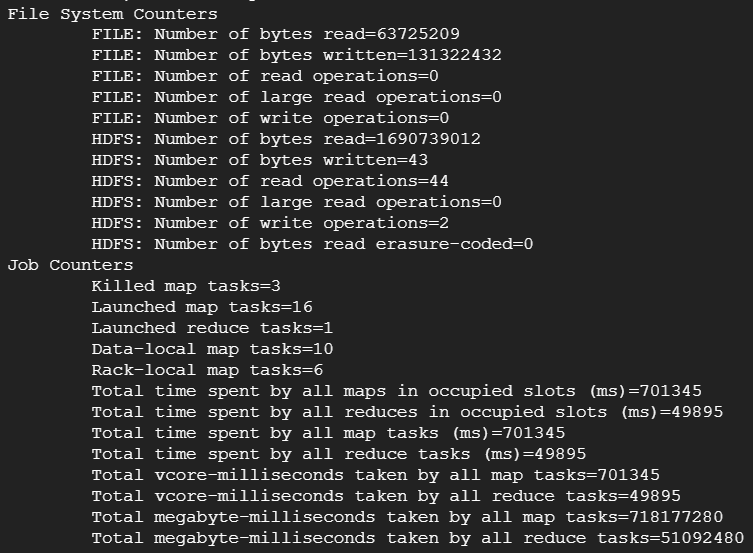 File System Counters
FILE: Number of bytes read=63725209
FILE: Number of bytes written=131322432
FILE: Number of read operations=0
FILE: Number of large read operations=0
FILE: Number of write operations=0
HDFS: Number of bytes read=1690739012
HDFS: Number of bytes written=43
HDFS: Number of read operations=44
HDFS: Number of large read operations=0
HDFS: Number of write operations=2
HDFS: Number of bytes read erasure-coded=0
Job Counters
Killed map tasks=3
Launched map tasks=16
Launched reduce tasks=1
Data-local map tasks=10
Rack-local map tasks=6
Total time spent by all maps in occupied slots (ms)=701345
Total time spent by all reduces in occupied slots (ms)=49895
Total time spent by all map tasks (ms)=701345
Total time spent by all reduce tasks (ms)=49895
Total vcore-milliseconds taken by all map tasks=701345
Total vcore-milliseconds taken by all reduce tasks=49895
Total megabyte-milliseconds taken by all map tasks=718177280
Total megabyte-milliseconds taken by all reduce tasks=51092480